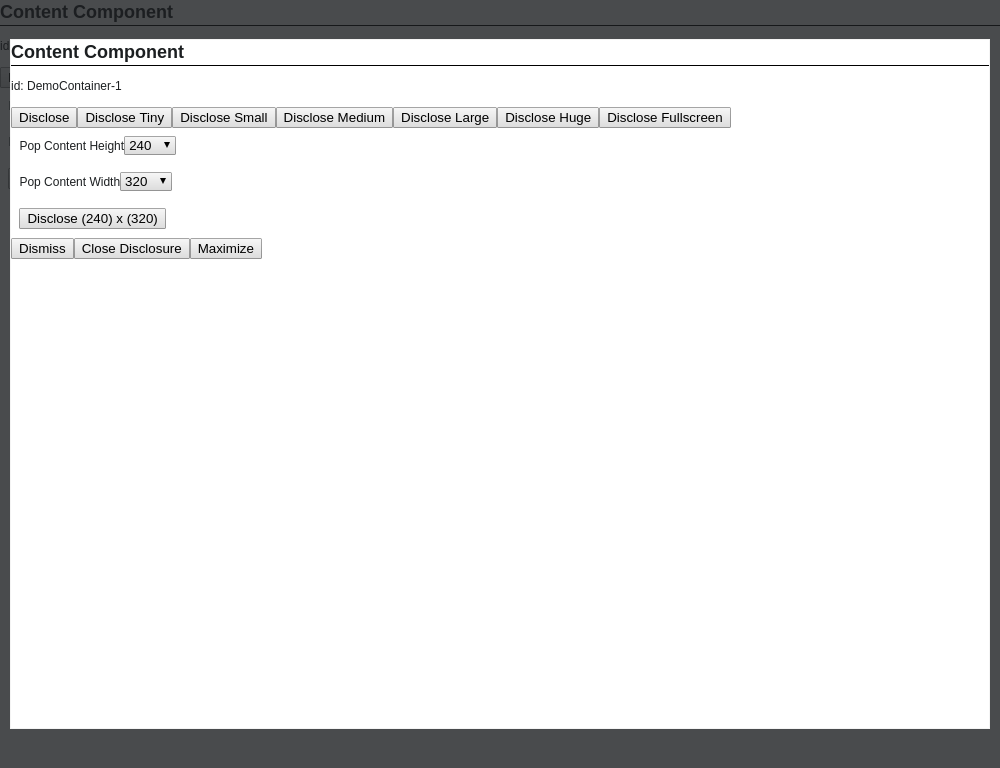 Content Component
id
Content Component
id: DemoContainer-1
Disclose Disclose Tiny Disclose Small Disclose Medium Disclose Large Disclose Huge Disclose Fullscreen
Pop Content Height 240
Pop Content Width 320
Disclose (240) x (320)
Dismiss Close Disclosure Maximize